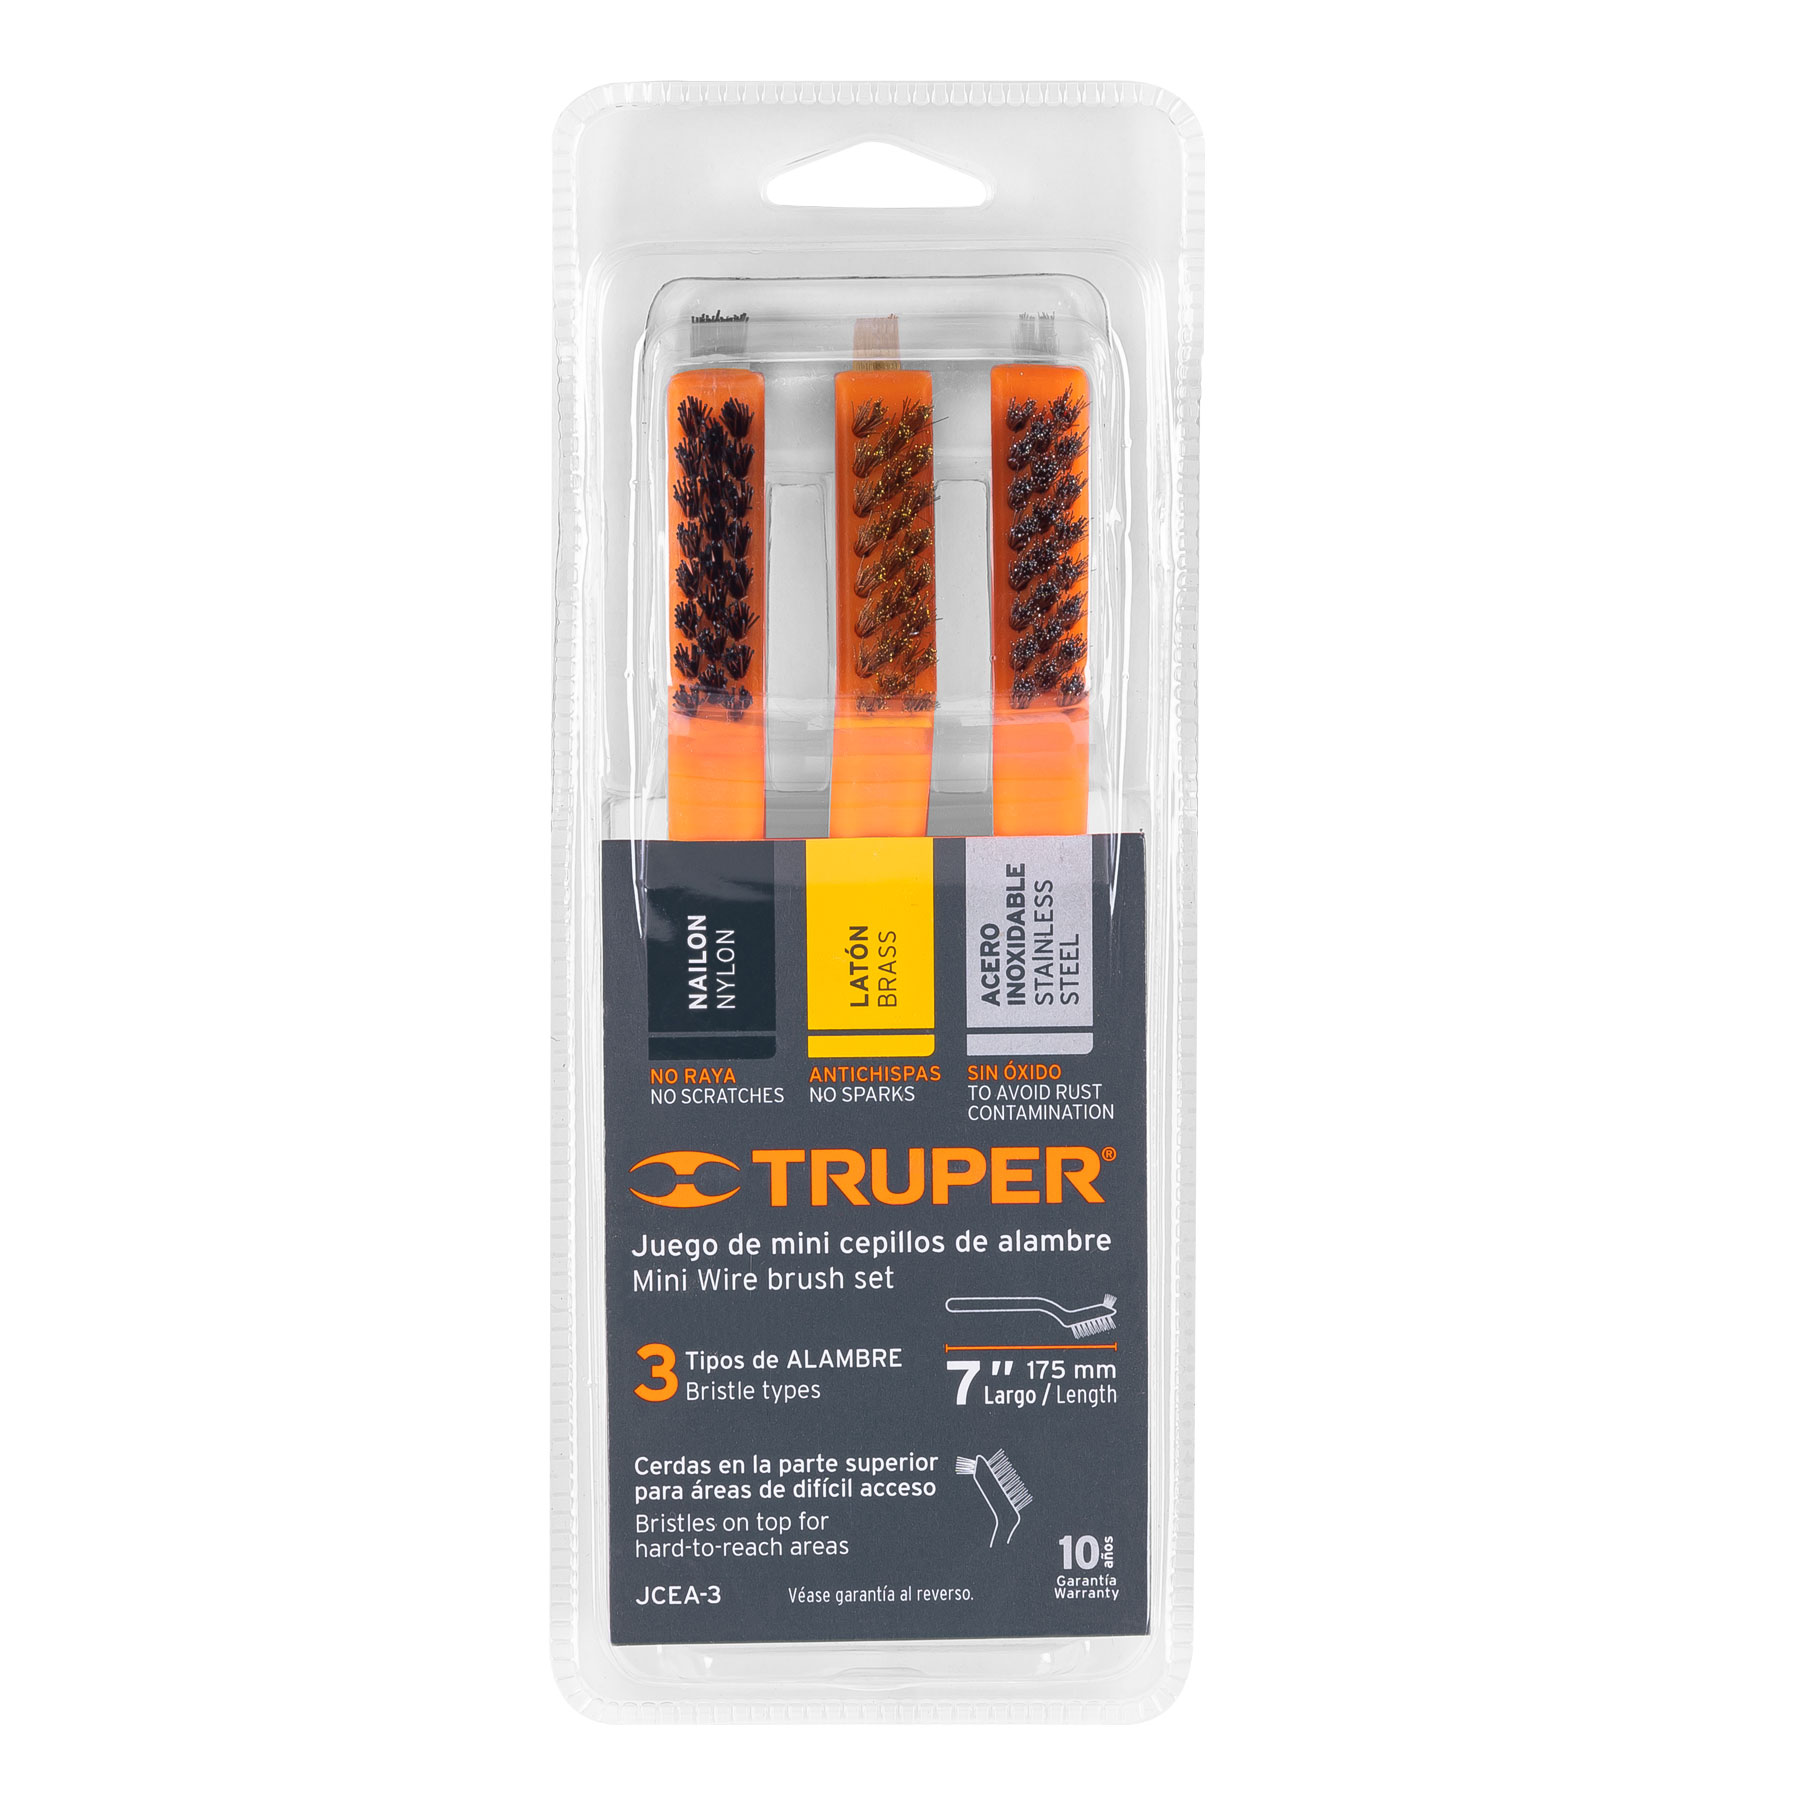 NAILON
NYLON
LATÓN
BRASS
ACERO
INOXIDABLE
STAINLESS
STEEL
NO RAYA
NO SCRATCHES
ANTICHISPAS
NO SPARKS
SIN ÓXIDO
TO AVOID RUST
CONTAMINATION
TRUPER®
Juego de mini cepillos de alambre
Mini Wire brush set
3 Tipos de ALAMBRE
Bristle types
7" 175 mm
Largo / Length
Cerdas en la parte superior
para áreas de difícil acceso
Bristles on top for
hard-to-reach areas
10 años
Garantía
Warranty
JCEA-3
Véase garantía al reverso.